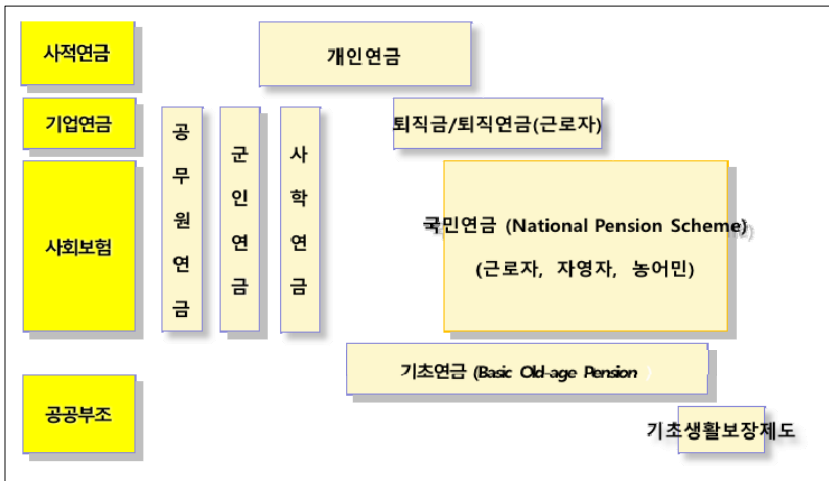 사적연금
개인연금
기업연금
퇴직금/퇴직연금(근로자)
공무원연금
군인연금
사학연금
사회보험
국민연금 (National Pension Scheme)
(근로자, 자영자, 농어민)
기초연금 (Basic Old-age Pension )
공공부조
기초생활보장제도